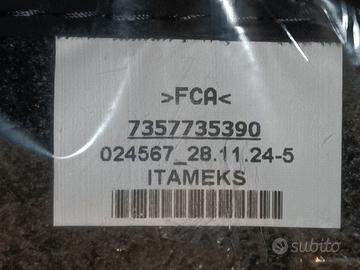 >FCA<
7357735390
024567_28.11.24-5
ITAMEKS
subito